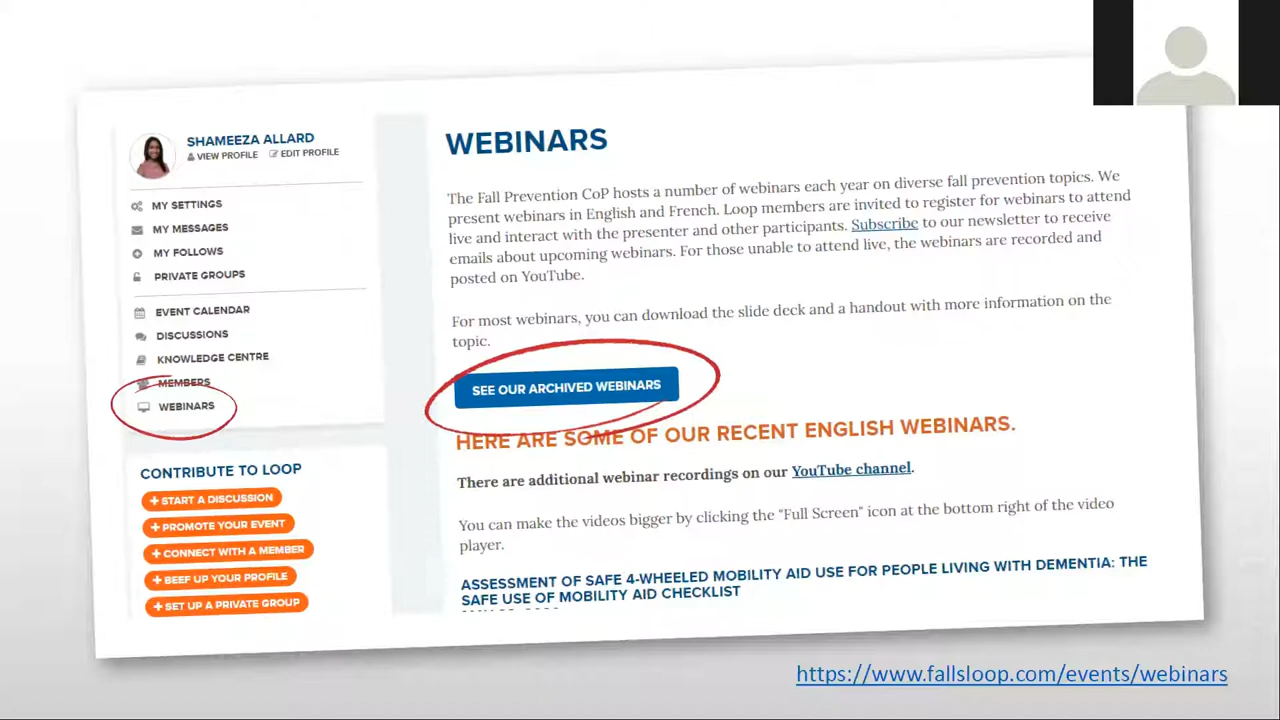 SHAMEEZA ALLARD
VIEW PROFILE EDIT PROFILE
MY SETTINGS
MY MESSAGES
MY FOLLOWS
PRIVATE GROUPS
EVENT CALENDAR
DISCUSSIONS
KNOWLEDGE CENTRE
MEMBERS
WEBINARS
CONTRIBUTE TO LOOP
+ START A DISCUSSION
+ PROMOTE YOUR EVENT
+ CONNECT WITH A MEMBER
+ BEEF UP YOUR PROFILE
+ SET UP A PRIVATE GROUP
WEBINARS
The Fall Prevention CoP hosts a number of webinars each year on diverse fall prevention topics. We
present webinars in English and French. Loop members are invited to register for webinars to attend
live and interact with the presenter and other participants. Subscribe to our newsletter to receive
emails about upcoming webinars. For those unable to attend live, the webinars are recorded and
posted on YouTube.
For most webinars, you can download the slide deck and a handout with more information on the
topic.
SEE OUR ARCHIVED WEBINARS
HERE ARE SOME OF OUR RECENT ENGLISH WEBINARS.
There are additional webinar recordings on our YouTube channel.
You can make the videos bigger by clicking the "Full Screen" icon at the bottom right of the video
player.
ASSESSMENT OF SAFE 4-WHEELED MOBILITY AID USE FOR PEOPLE LIVING WITH DEMENTIA: THE
SAFE USE OF MOBILITY AID CHECKLIST
https://www.fallsloop.com/events/webinars